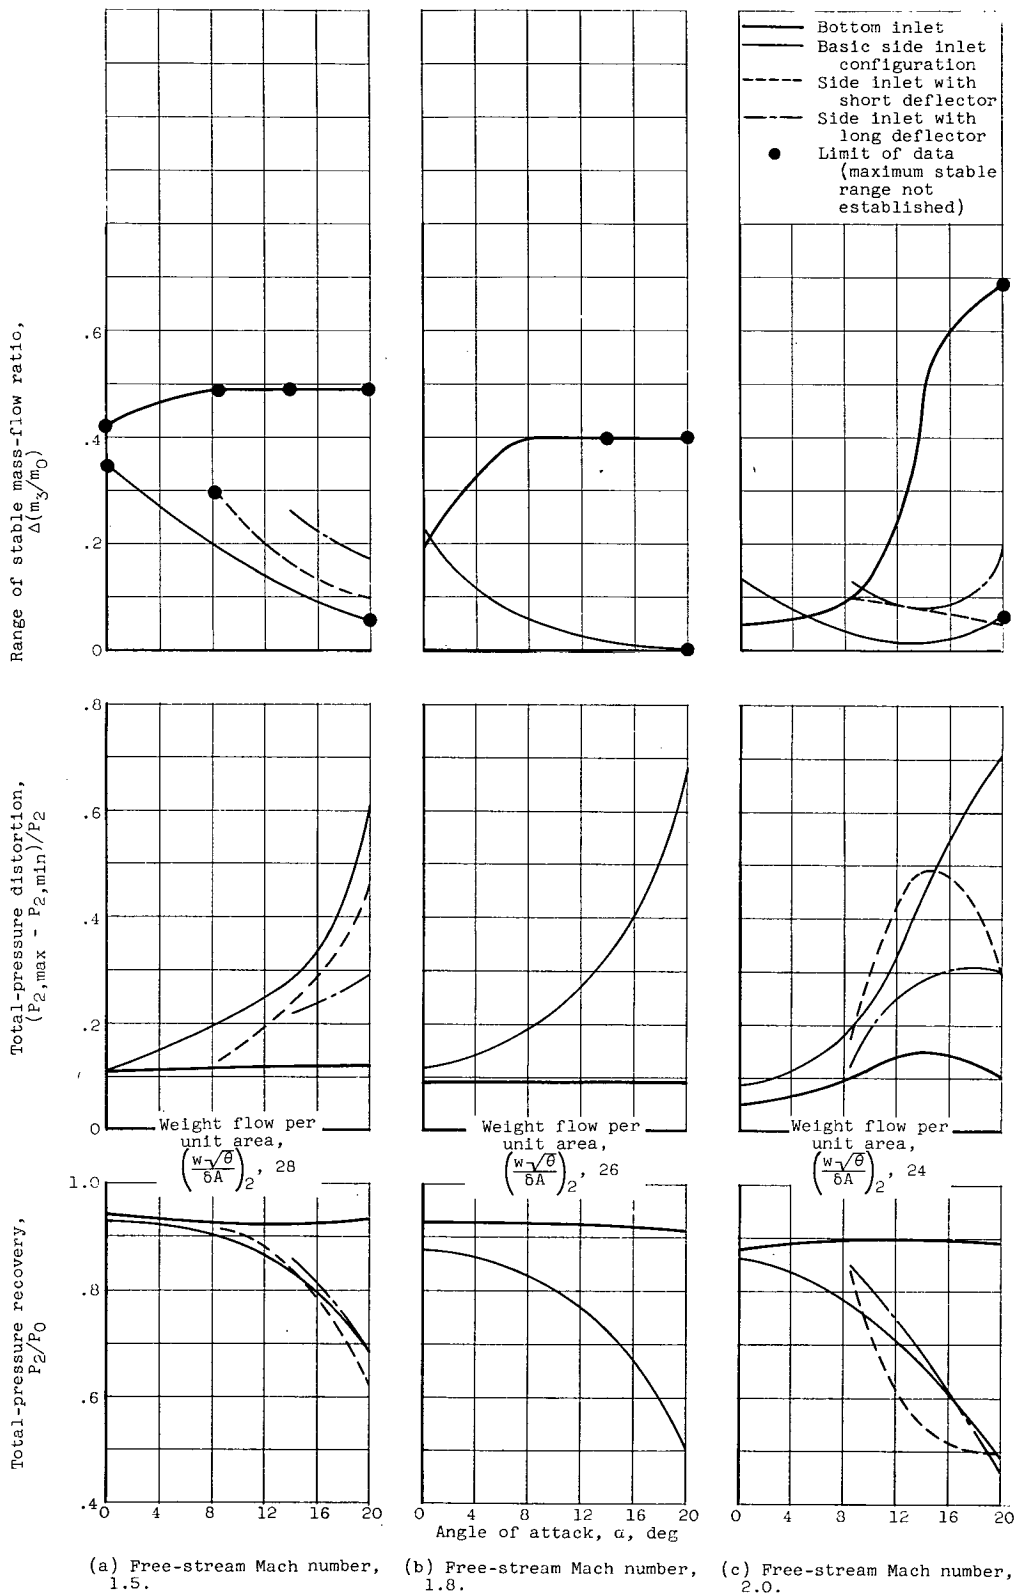 Bottom inlet
Basic side inlet
configuration
Side inlet with
short deflector
Side inlet with
long deflector
Limit of data
(maximum stable
range not
established)
Range of stable mass-flow ratio,
Δ(m3/m0)
.6
.4
.2
0
Total-pressure distortion,
(P2,max - P2,min)/P2
.8
.6
.4
.2
0
Weight flow per
unit area,
(w√θ/δA)2, 28
Weight flow per
unit area,
(w√θ/δA)2, 26
Weight flow per
unit area,
(w√θ/δA)2, 24
Total-pressure recovery,
P2/P0
1.0
.8
.6
.4
0 4 8 12 16 20
0 4 8 12 16 20
0 4 8 12 16 20
Angle of attack, α, deg
(a) Free-stream Mach number,
1.5.
(b) Free-stream Mach number,
1.8.
(c) Free-stream Mach number,
2.0.